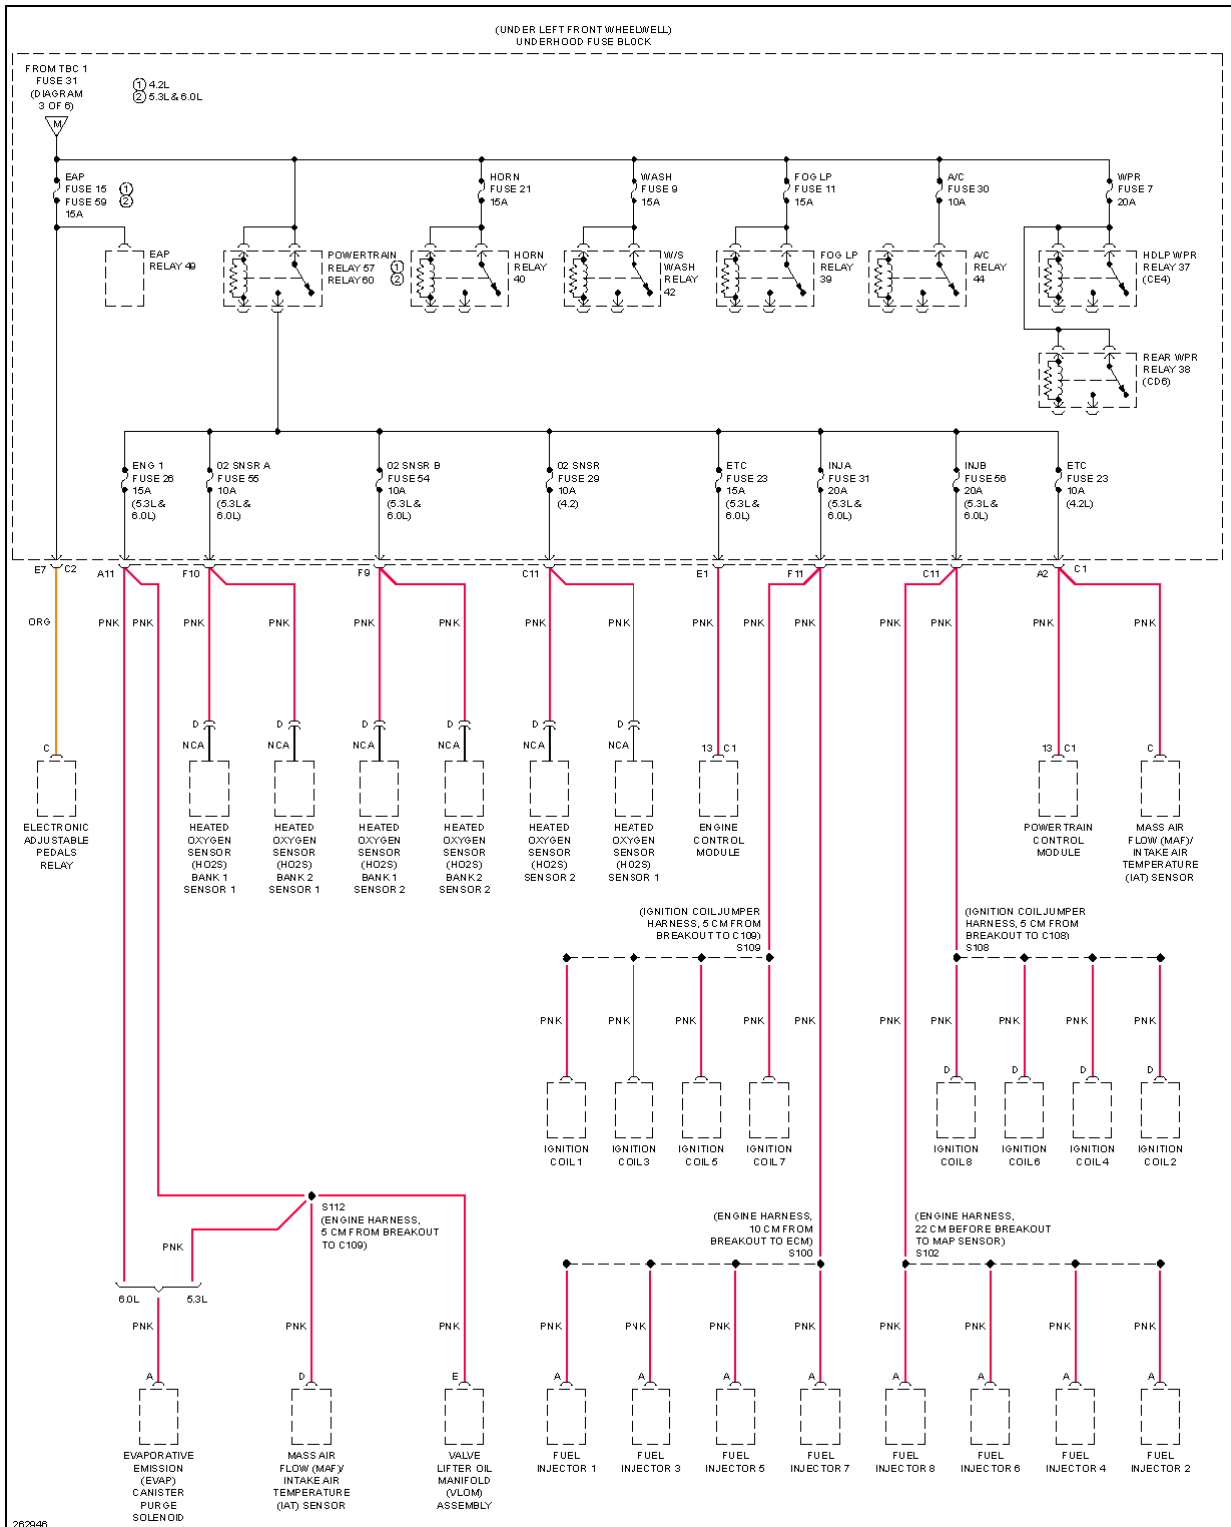 (UNDER LEFT FRONT WHEELWELL)
UNDERHOOD FUSE BLOCK
FROM TBC 1
FUSE 31
(DIAGRAM
3 OF 6)
M
1 4.2L
2 5.3L & 6.0L
EAP
FUSE 15 1
FUSE 59 2
15A
HORN
FUSE 21
15A
WASH
FUSE 9
15A
FOG LP
FUSE 11
15A
A/C
FUSE 30
10A
WPR
FUSE 7
20A
EAP
RELAY 49
POWERTRAIN
RELAY 57 1
RELAY 60 2
HORN
RELAY
40
W/S
WASH
RELAY
42
FOG LP
RELAY
39
A/C
RELAY
44
HDLP WPR
RELAY 37
(CE4)
REAR WPR
RELAY 38
(CD6)
ENG 1
FUSE 26
15A
(5.3L &
6.0L)
02 SNSR A
FUSE 55
10A
(5.3L &
6.0L)
02 SNSR B
FUSE 54
10A
(5.3L &
6.0L)
02 SNSR
FUSE 29
10A
(4.2)
ETC
FUSE 23
15A
(5.3L &
6.0L)
INJA
FUSE 31
20A
(5.3L &
6.0L)
INJB
FUSE 56
20A
(5.3L &
6.0L)
ETC
FUSE 23
10A
(4.2L)
E7 C2 A11 F10 F9 C11 E1 F11 C11 A2 C1
ORG PNK PNK PNK PNK PNK PNK PNK PNK PNK PNK PNK PNK PNK PNK PNK
D D D D D D
NCA NCA NCA NCA NCA NCA
C 13 C1 13 C1 C
ELECTRONIC
ADJUSTABLE
PEDALS
RELAY
HEATED
OXYGEN
SENSOR
(HO2S)
BANK 1
SENSOR 1
HEATED
OXYGEN
SENSOR
(HO2S)
BANK 2
SENSOR 1
HEATED
OXYGEN
SENSOR
(HO2S)
BANK 1
SENSOR 2
HEATED
OXYGEN
SENSOR
(HO2S)
BANK 2
SENSOR 2
HEATED
OXYGEN
SENSOR
(HO2S)
SENSOR 2
HEATED
OXYGEN
SENSOR
(HO2S)
SENSOR 1
ENGINE
CONTROL
MODULE
POWERTRAIN
CONTROL
MODULE
MASS AIR
FLOW (MAF)/
INTAKE AIR
TEMPERATURE
(IAT) SENSOR
(IGNITION COIL JUMPER
HARNESS, 5 CM FROM
BREAKOUT TO C109)
S109
(IGNITION COIL JUMPER
HARNESS, 5 CM FROM
BREAKOUT TO C108)
S108
PNK PNK PNK PNK PNK PNK PNK PNK PNK PNK
D D D D
IGNITION
COIL 1
IGNITION
COIL 3
IGNITION
COIL 5
IGNITION
COIL 7
IGNITION
COIL 8
IGNITION
COIL 6
IGNITION
COIL 4
IGNITION
COIL 2
S112
(ENGINE HARNESS,
5 CM FROM BREAKOUT
TO C109)
PNK
6.0L 5.3L
(ENGINE HARNESS,
10 CM FROM
BREAKOUT TO ECM)
S100
(ENGINE HARNESS,
22 CM BEFORE BREAKOUT
TO MAP SENSOR)
S102
PNK PNK PNK PNK PNK PNK PNK PNK PNK PNK PNK
A D E A A A A A A A A
EVAPORATIVE
EMISSION
(EVAP)
CANISTER
PURGE
SOLENOID
MASS AIR
FLOW (MAF)/
INTAKE AIR
TEMPERATURE
(IAT) SENSOR
VALVE
LIFTER OIL
MANIFOLD
(VLOM)
ASSEMBLY
FUEL
INJECTOR 1
FUEL
INJECTOR 3
FUEL
INJECTOR 5
FUEL
INJECTOR 7
FUEL
INJECTOR 8
FUEL
INJECTOR 6
FUEL
INJECTOR 4
FUEL
INJECTOR 2
262946